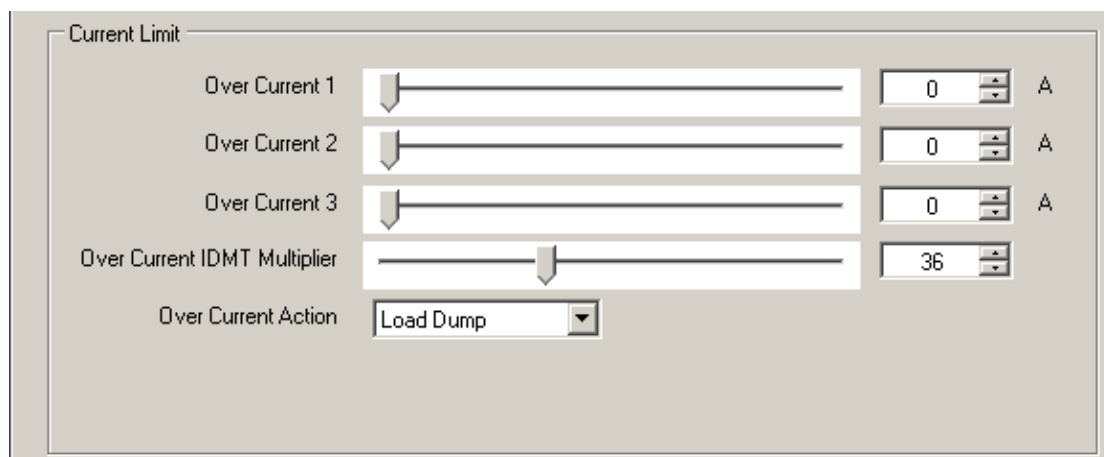 Current Limit
Over Current 1 0 A
Over Current 2 0 A
Over Current 3 0 A
Over Current IDMT Multiplier 36
Over Current Action Load Dump